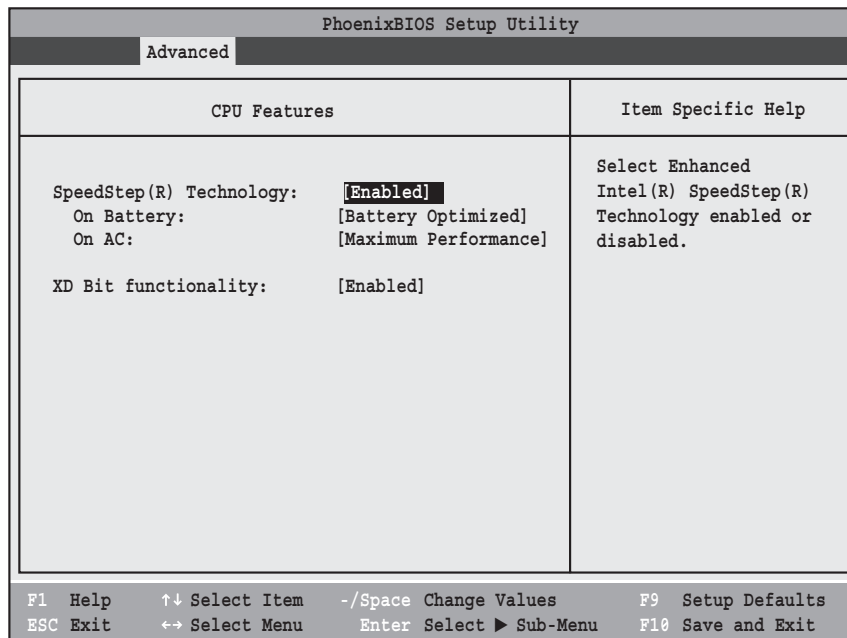 PhoenixBIOS Setup Utility
Advanced
CPU Features
SpeedStep(R) Technology: [Enabled]
On Battery: [Battery Optimized]
On AC: [Maximum Performance]
XD Bit functionality: [Enabled]
Item Specific Help
Select Enhanced
Intel(R) SpeedStep(R)
Technology enabled or
disabled.
F1 Help ↑↓ Select Item -/Space Change Values F9 Setup Defaults
ESC Exit ←→ Select Menu Enter Select ▶ Sub-Menu F10 Save and Exit